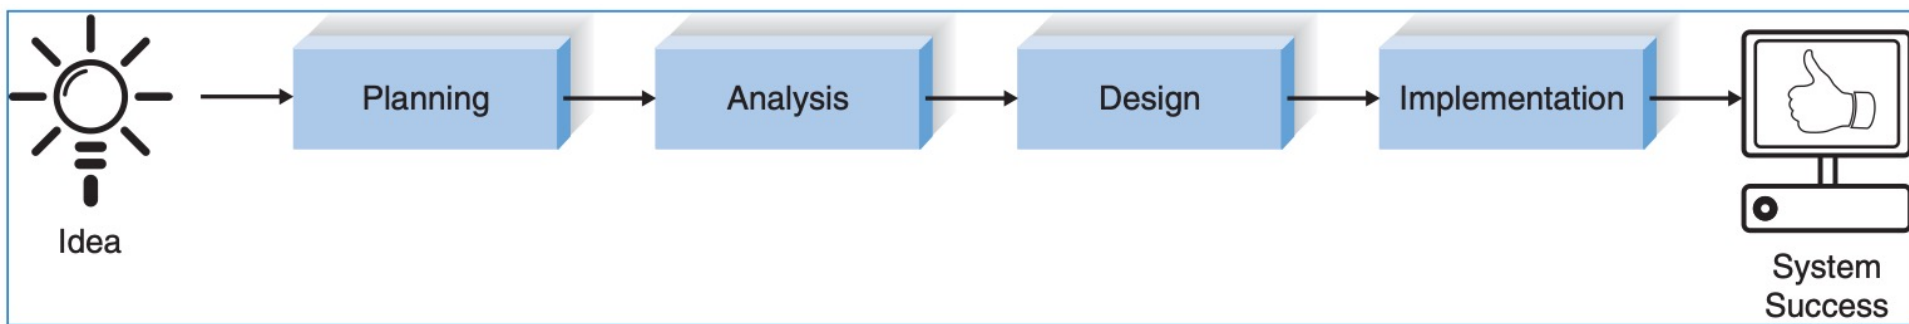 Idea
Planning
Analysis
Design
Implementation
System
Success